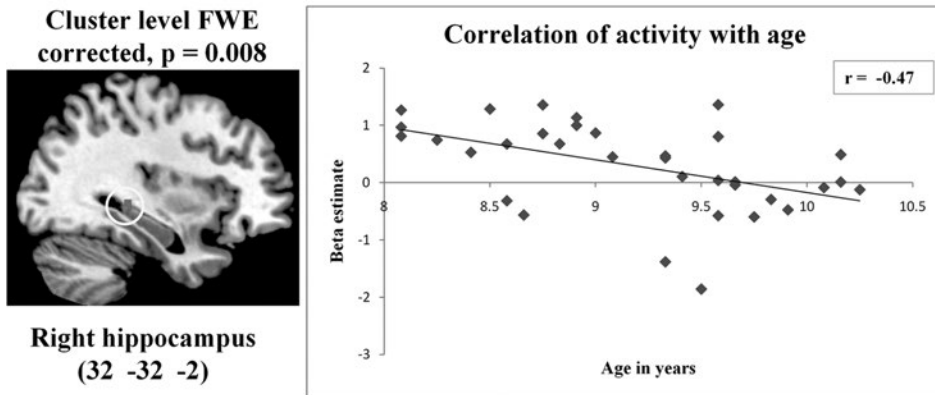 Cluster level FWE
corrected, p = 0.008
Right hippocampus
(32 -32 -2)
Correlation of activity with age
r = -0.47
2
1
0
-1
-2
-3
8
8.5
9
9.5
10
10.5
Beta estimate
Age in years